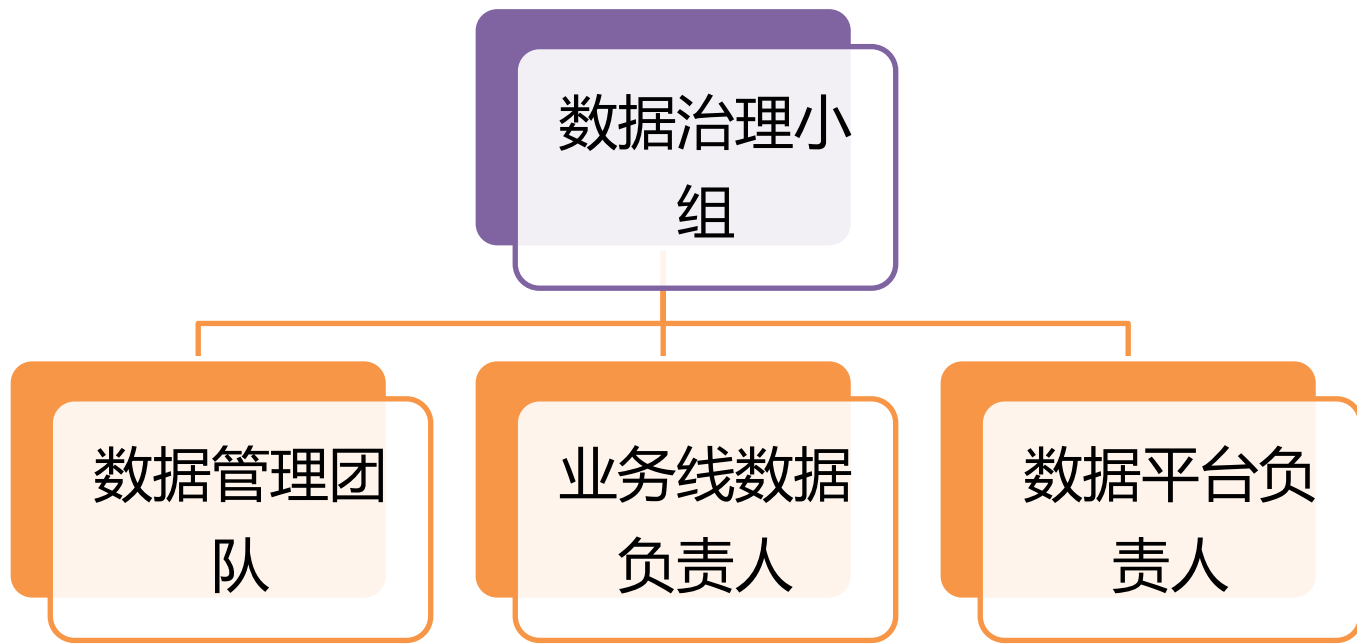 数据治理小
组
数据管理团
队
业务线数据
负责人
数据平台负
责人